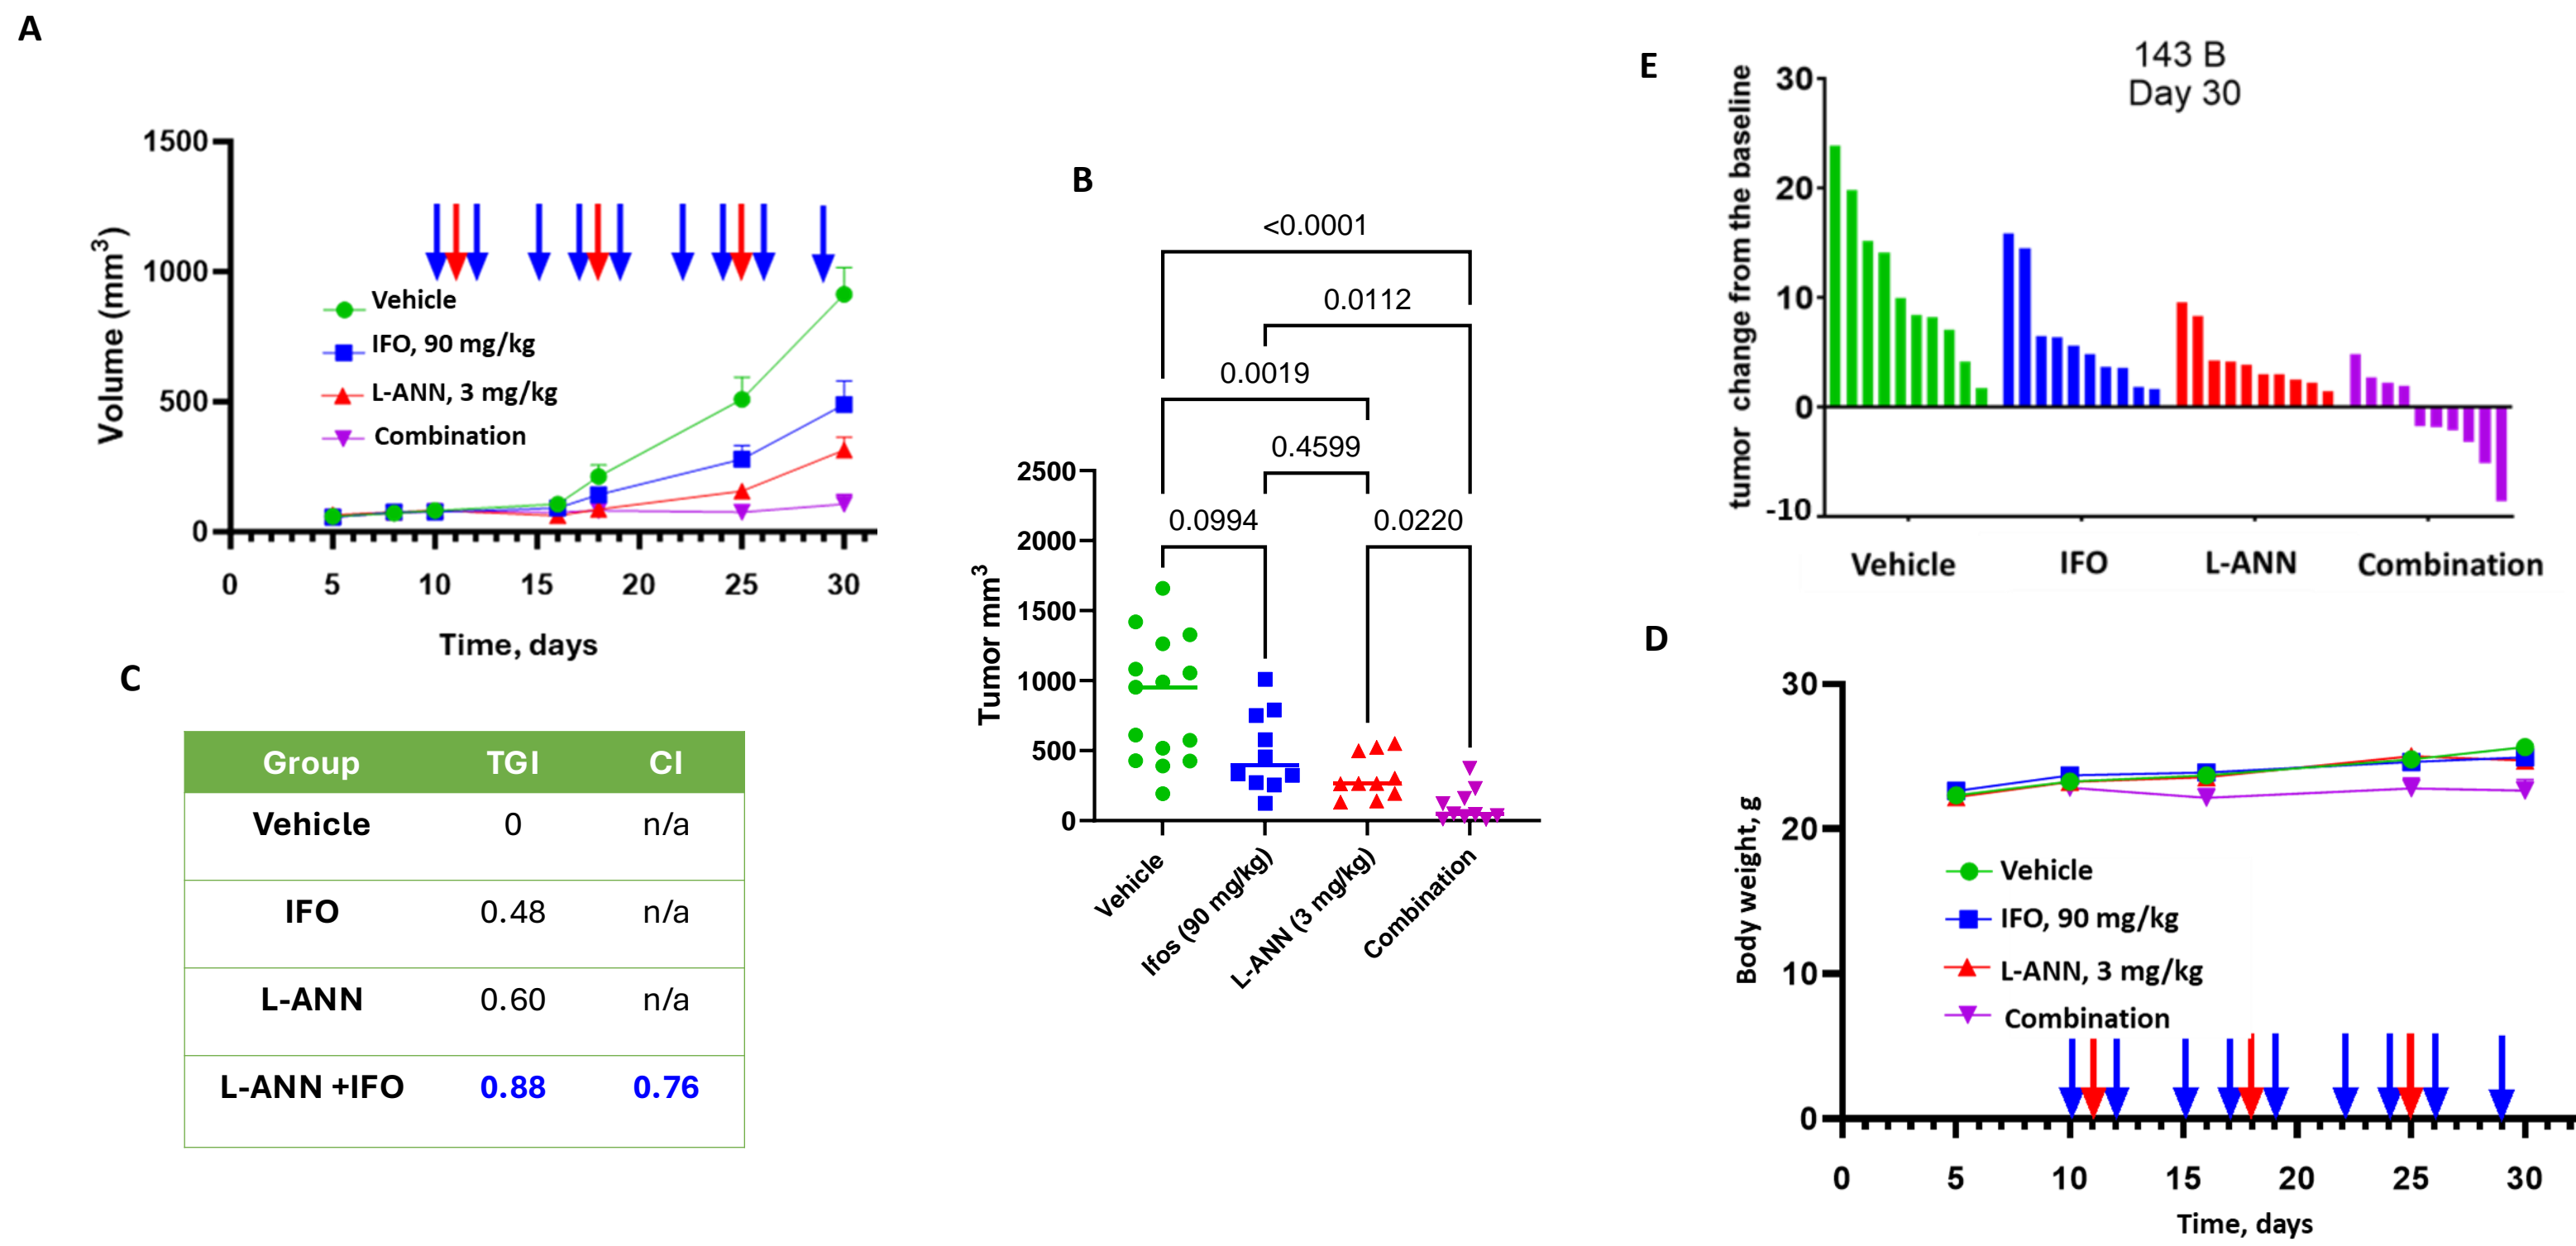 A
1500
1000
500
0
Volume (mm³)
Vehicle
IFO, 90 mg/kg
L-ANN, 3 mg/kg
Combination
0 5 10 15 20 25 30
Time, days
B
<0.0001
0.0112
0.0019
0.4599
0.0994 0.0220
2500
2000
1500
1000
500
0
Tumor mm³
Vehicle
Ifos (90 mg/kg)
L-ANN (3 mg/kg)
Combination
C
Group TGI CI
Vehicle 0 n/a
IFO 0.48 n/a
L-ANN 0.60 n/a
L-ANN +IFO 0.88 0.76
E
143 B
Day 30
30
20
10
0
-10
tumor change from the baseline
Vehicle IFO L-ANN Combination
D
30
20
10
0
Body weight, g
Vehicle
IFO, 90 mg/kg
L-ANN, 3 mg/kg
Combination
0 5 10 15 20 25 30
Time, days